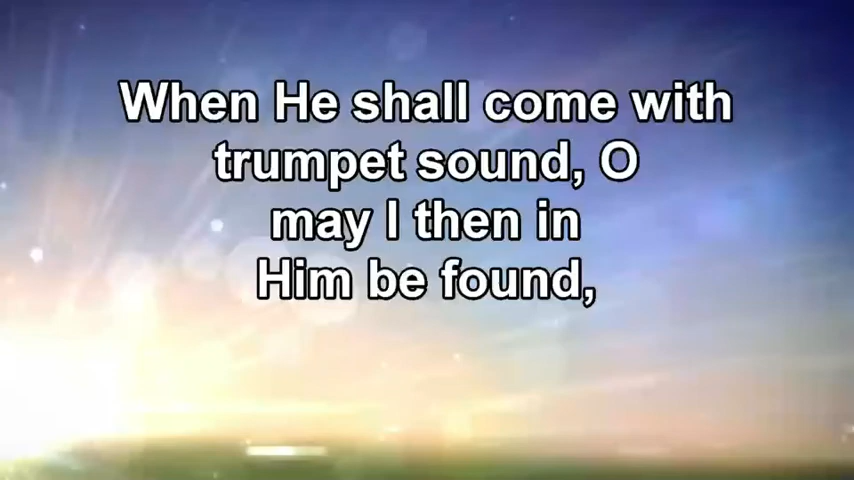 When He shall come with
trumpet sound, O
may I then in
Him be found,